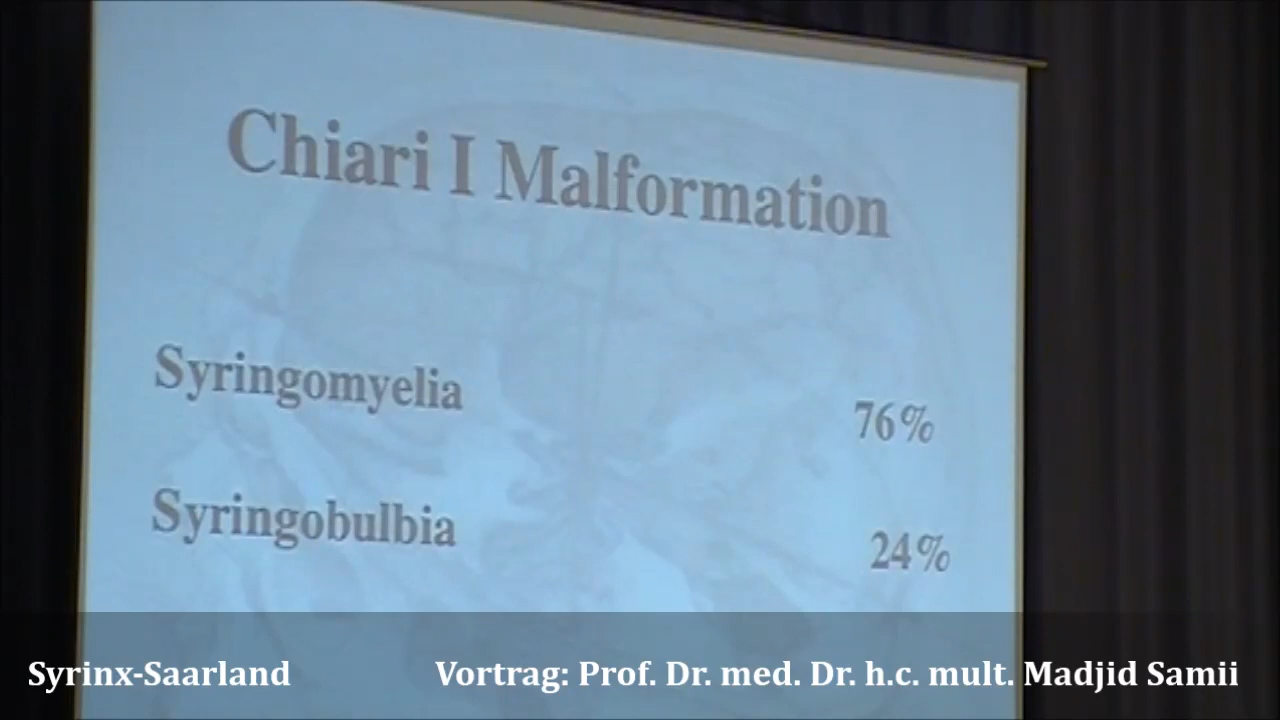 Chiari I Malformation
Syringomyelia 76%
Syringobulbia 24%
Syrinx-Saarland Vortrag: Prof. Dr. med. Dr. h.c. mult. Madjid Samii